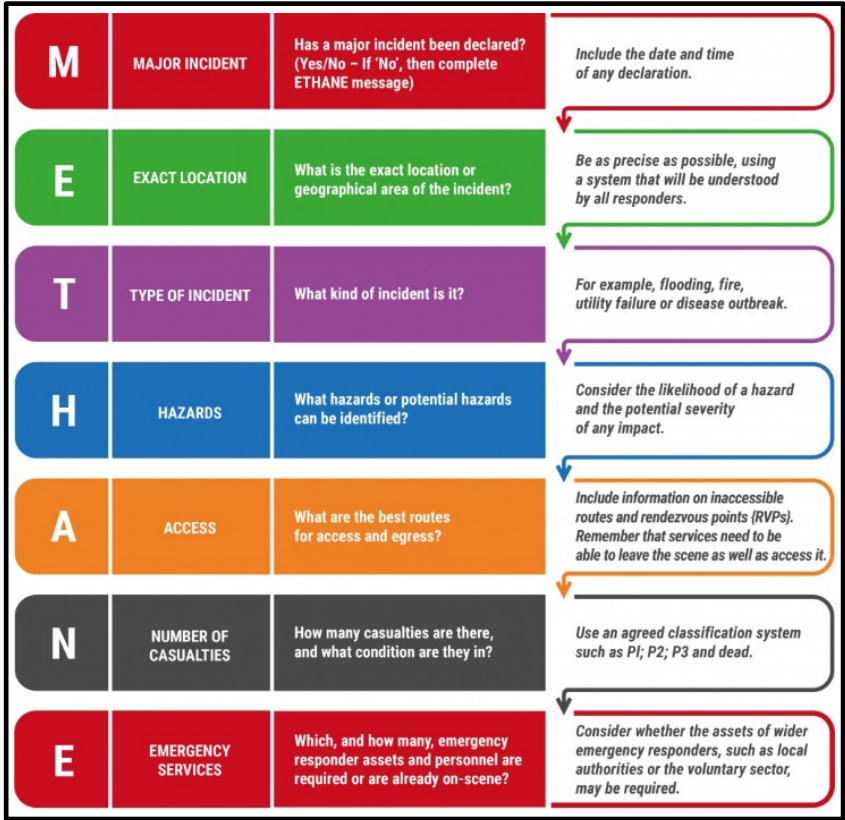 M
MAJOR INCIDENT
Has a major incident been declared?
(Yes/No – If ‘No’, then complete
ETHANE message)
Include the date and time
of any declaration.
E
EXACT LOCATION
What is the exact location or
geographical area of the incident?
Be as precise as possible, using
a system that will be understood
by all responders.
T
TYPE OF INCIDENT
What kind of incident is it?
For example, flooding, fire,
utility failure or disease outbreak.
H
HAZARDS
What hazards or potential hazards
can be identified?
Consider the likelihood of a hazard
and the potential severity
of any impact.
A
ACCESS
What are the best routes
for access and egress?
Include information on inaccessible
routes and rendezvous points {RVPs}.
Remember that services need to be
able to leave the scene as well as access it.
N
NUMBER OF
CASUALTIES
How many casualties are there,
and what condition are they in?
Use an agreed classification system
such as Pl; P2; P3 and dead.
E
EMERGENCY
SERVICES
Which, and how many, emergency
responder assets and personnel are
required or are already on-scene?
Consider whether the assets of wider
emergency responders, such as local
authorities or the voluntary sector,
may be required.